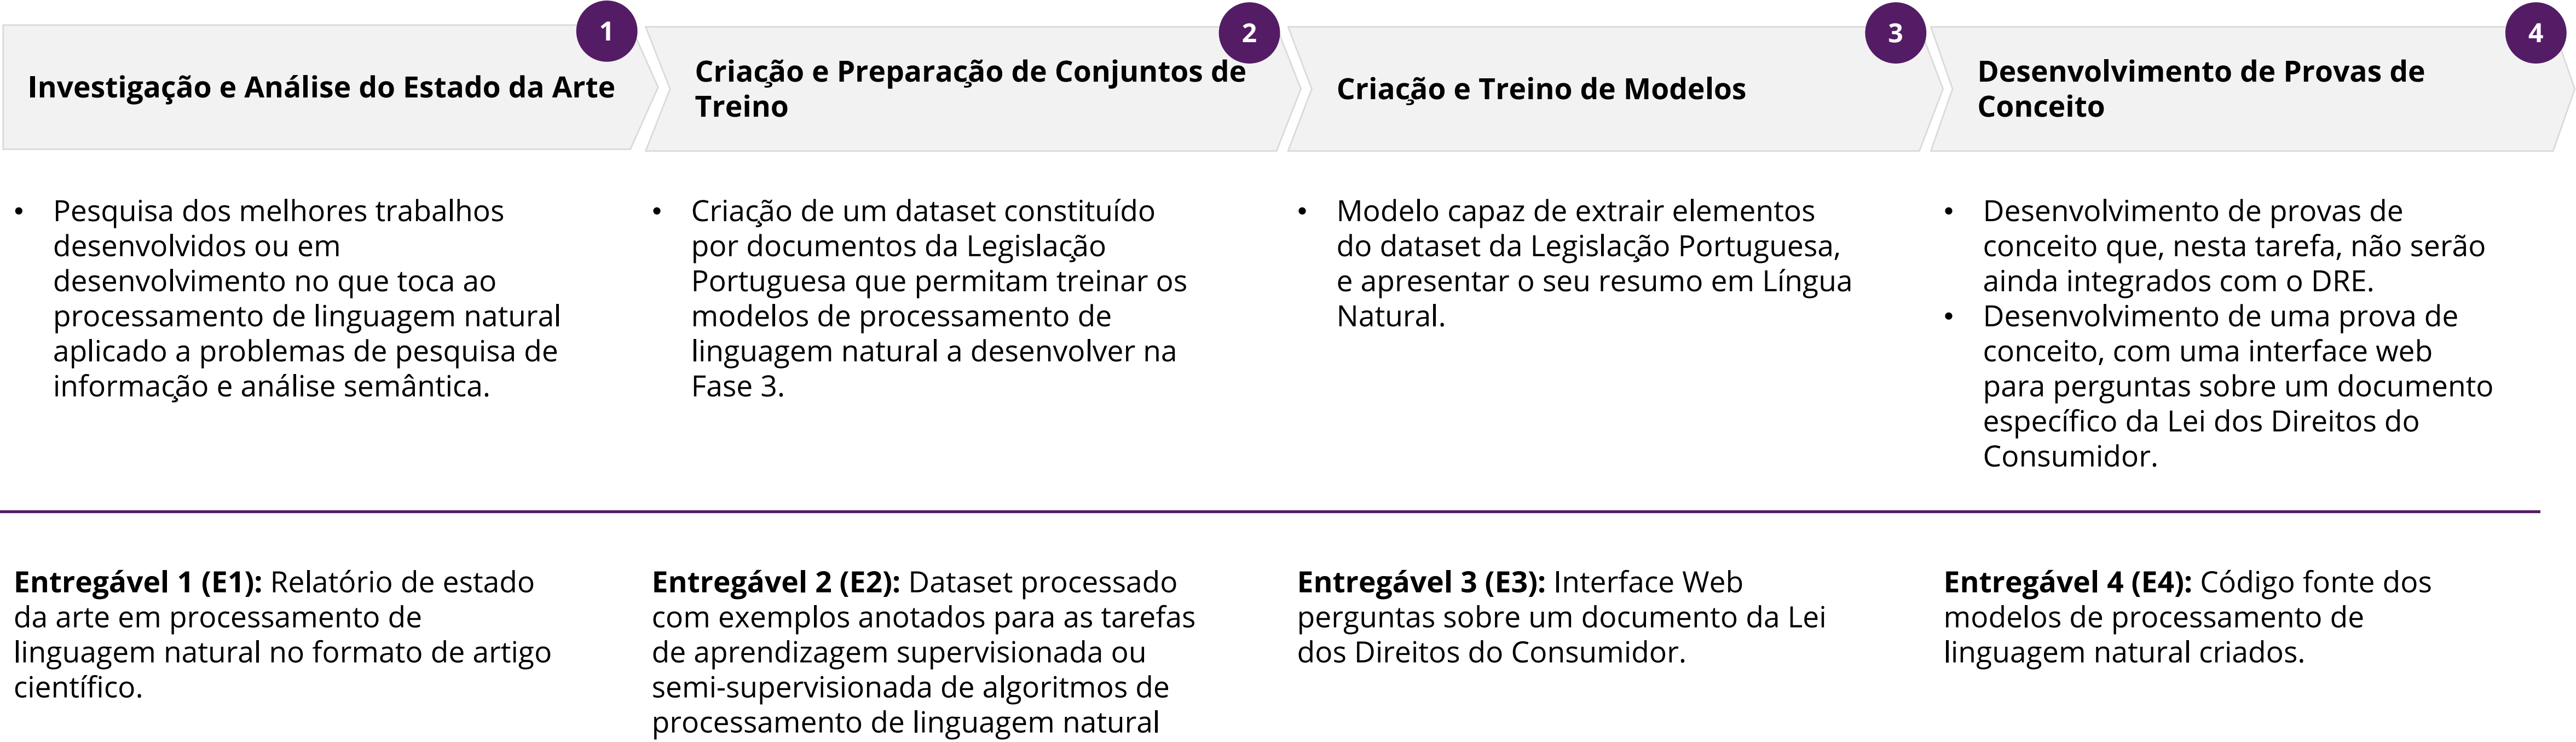 1
Investigação e Análise do Estado da Arte
2
Criação e Preparação de Conjuntos de
Treino
3
Criação e Treino de Modelos
4
Desenvolvimento de Provas de
Conceito
• Pesquisa dos melhores trabalhos
desenvolvidos ou em
desenvolvimento no que toca ao
processamento de linguagem natural
aplicado a problemas de pesquisa de
informação e análise semântica.
• Criação de um dataset constituído
por documentos da Legislação
Portuguesa que permitam treinar os
modelos de processamento de
linguagem natural a desenvolver na
Fase 3.
• Modelo capaz de extrair elementos
do dataset da Legislação Portuguesa,
e apresentar o seu resumo em Língua
Natural.
• Desenvolvimento de provas de
conceito que, nesta tarefa, não serão
ainda integrados com o DRE.
• Desenvolvimento de uma prova de
conceito, com uma interface web
para perguntas sobre um documento
específico da Lei dos Direitos do
Consumidor.
Entregável 1 (E1): Relatório de estado
da arte em processamento de
linguagem natural no formato de artigo
científico.
Entregável 2 (E2): Dataset processado
com exemplos anotados para as tarefas
de aprendizagem supervisionada ou
semi-supervisionada de algoritmos de
processamento de linguagem natural
Entregável 3 (E3): Interface Web
perguntas sobre um documento da Lei
dos Direitos do Consumidor.
Entregável 4 (E4): Código fonte dos
modelos de processamento de
linguagem natural criados.